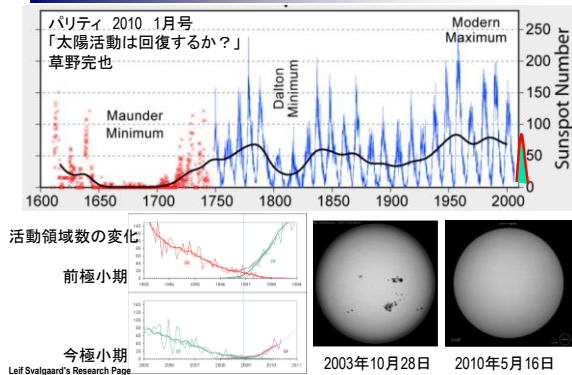 パリティ 2010 1月号
「太陽活動は回復するか?」
草野完也
Maunder
Minimum
Dalton
Minimum
Modern
Maximum
250
200
150
100
50
0
Sunspot Number
1600 1650 1700 1750 1800 1850 1900 1950 2000
活動領域数の変化
前極小期
今極小期
Leif Svalgaard's Research Page
2003年10月28日
2010年5月16日